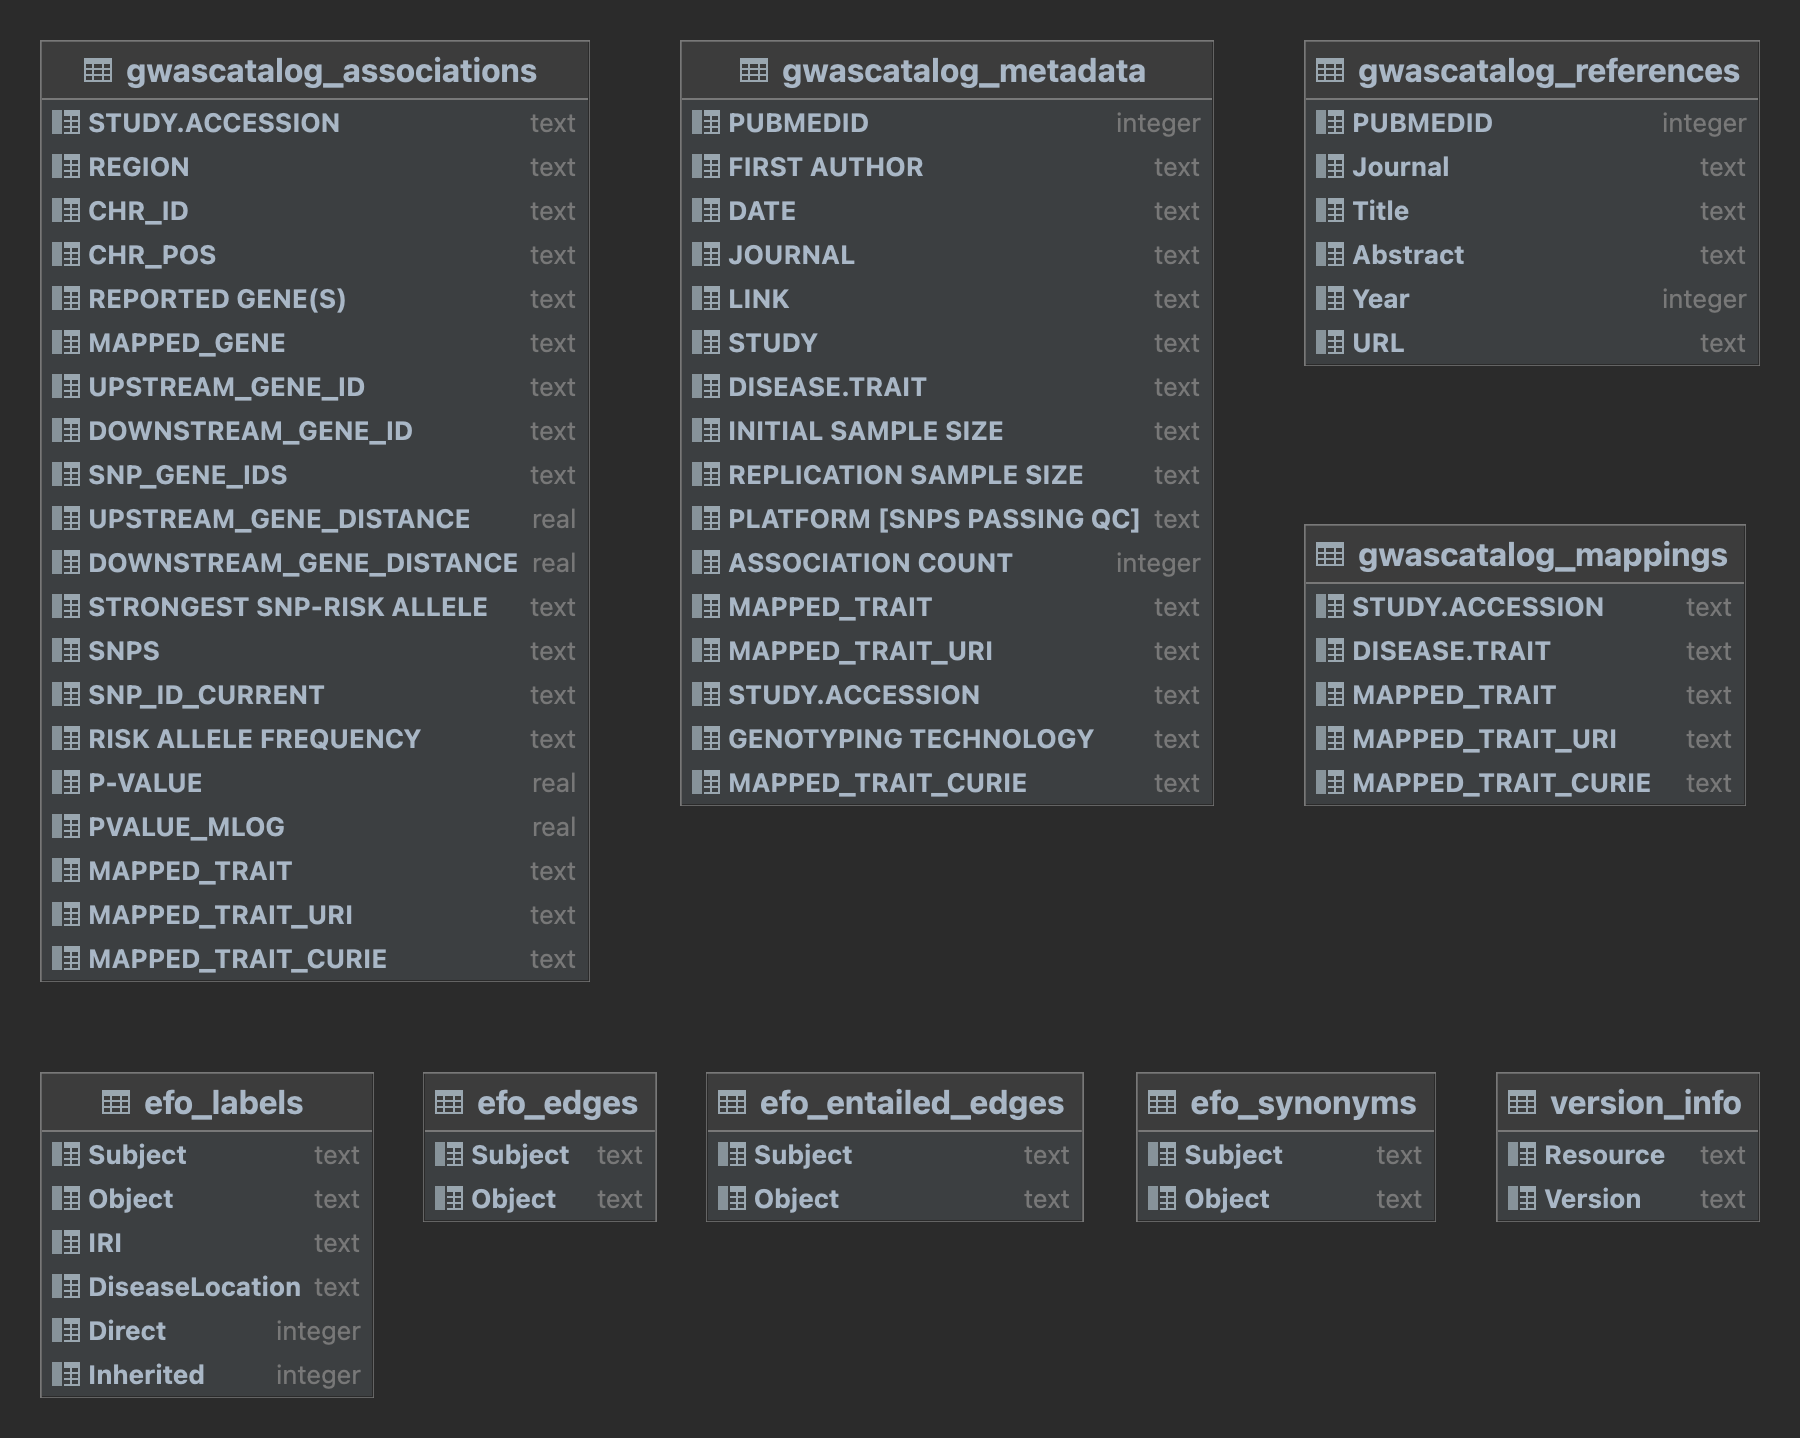 gwascatalog_associations
STUDY.ACCESSION text
REGION text
CHR_ID text
CHR_POS text
REPORTED GENE(S) text
MAPPED_GENE text
UPSTREAM_GENE_ID text
DOWNSTREAM_GENE_ID text
SNP_GENE_IDS text
UPSTREAM_GENE_DISTANCE real
DOWNSTREAM_GENE_DISTANCE real
STRONGEST SNP-RISK ALLELE text
SNPS text
SNP_ID_CURRENT text
RISK ALLELE FREQUENCY text
P-VALUE real
PVALUE_MLOG real
MAPPED_TRAIT text
MAPPED_TRAIT_URI text
MAPPED_TRAIT_CURIE text
gwascatalog_metadata
PUBMEDID integer
FIRST AUTHOR text
DATE text
JOURNAL text
LINK text
STUDY text
DISEASE.TRAIT text
INITIAL SAMPLE SIZE text
REPLICATION SAMPLE SIZE text
PLATFORM [SNPS PASSING QC] text
ASSOCIATION COUNT integer
MAPPED_TRAIT text
MAPPED_TRAIT_URI text
STUDY.ACCESSION text
GENOTYPING TECHNOLOGY text
MAPPED_TRAIT_CURIE text
gwascatalog_references
PUBMEDID integer
Journal text
Title text
Abstract text
Year integer
URL text
gwascatalog_mappings
STUDY.ACCESSION text
DISEASE.TRAIT text
MAPPED_TRAIT text
MAPPED_TRAIT_URI text
MAPPED_TRAIT_CURIE text
efo_labels
Subject text
Object text
IRI text
DiseaseLocation text
Direct integer
Inherited integer
efo_edges
Subject text
Object text
efo_entailed_edges
Subject text
Object text
efo_synonyms
Subject text
Object text
version_info
Resource text
Version text